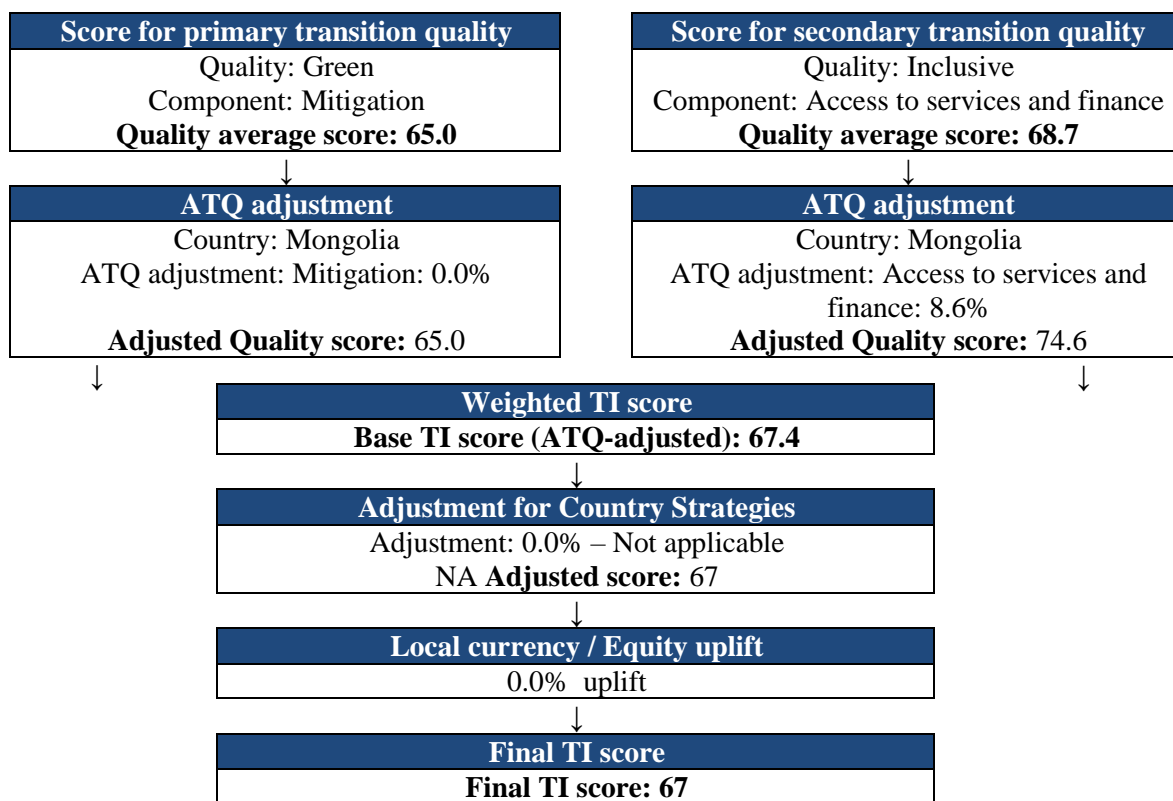 Score for primary transition quality
Quality: Green
Component: Mitigation
Quality average score: 65.0
↓
ATQ adjustment
Country: Mongolia
ATQ adjustment: Mitigation: 0.0%
Adjusted Quality score: 65.0
↓
Score for secondary transition quality
Quality: Inclusive
Component: Access to services and finance
Quality average score: 68.7
↓
ATQ adjustment
Country: Mongolia
ATQ adjustment: Access to services and
finance: 8.6%
Adjusted Quality score: 74.6
↓
Weighted TI score
Base TI score (ATQ-adjusted): 67.4
↓
Adjustment for Country Strategies
Adjustment: 0.0% – Not applicable
NA Adjusted score: 67
↓
Local currency / Equity uplift
0.0% uplift
↓
Final TI score
Final TI score: 67